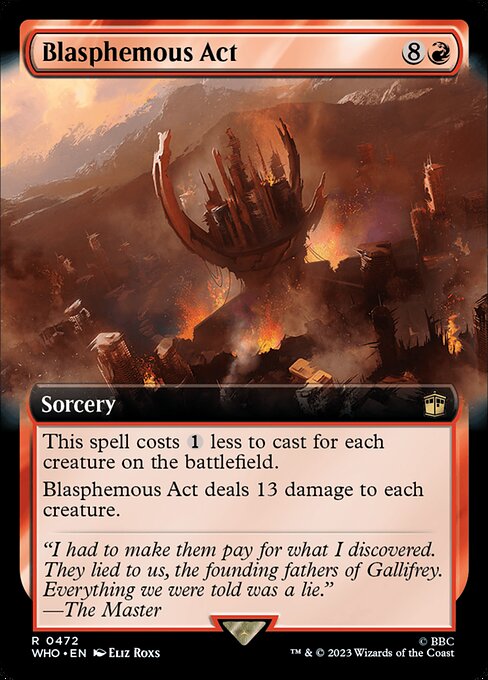 Blasphemous Act 8
Sorcery
This spell costs 1 less to cast for each
creature on the battlefield.
Blasphemous Act deals 13 damage to each
creature.
“I had to make them pay for what I discovered.
They lied to us, the founding fathers of Gallifrey.
Everything we were told was a lie.”
—The Master
R 0472 © BBC
WHO • EN Eliz Roxs ™ & © 2023 Wizards of the Coast